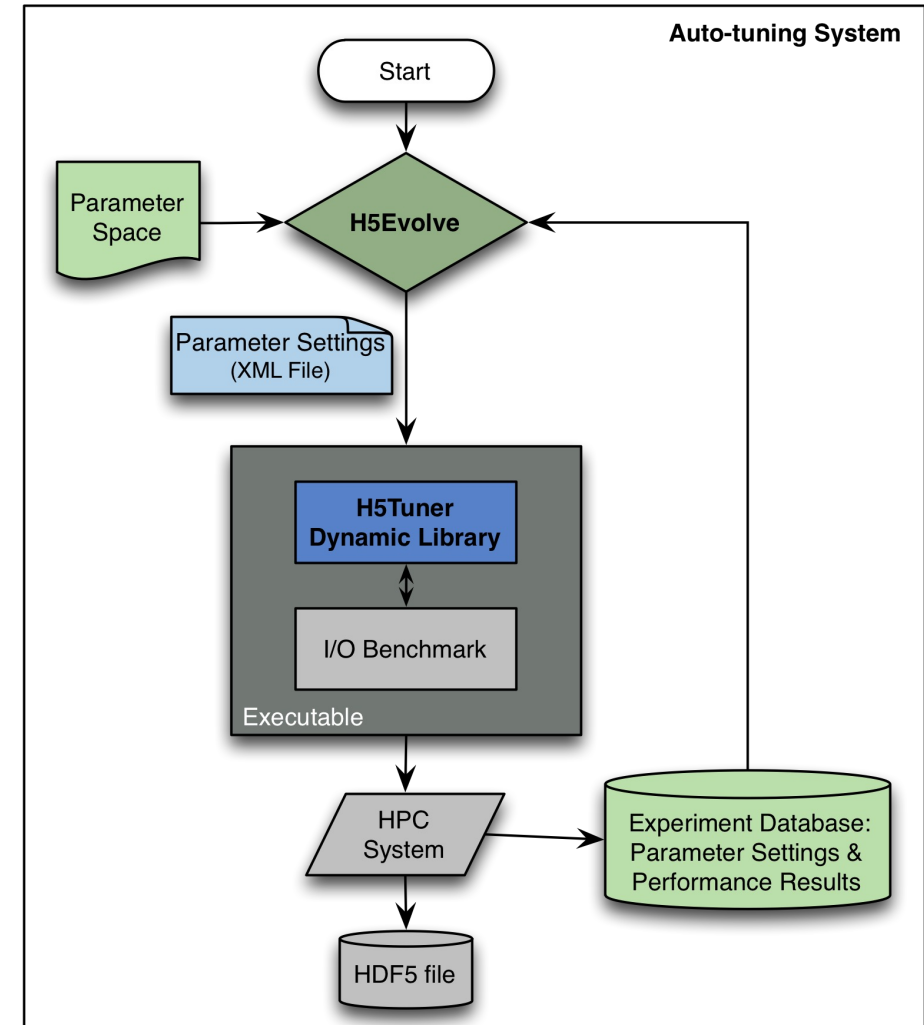 Auto-tuning System
Start
Parameter
Space
H5Evolve
Parameter Settings
(XML File)
H5Tuner
Dynamic Library
I/O Benchmark
Executable
HPC
System
Experiment Database:
Parameter Settings &
Performance Results
HDF5 file